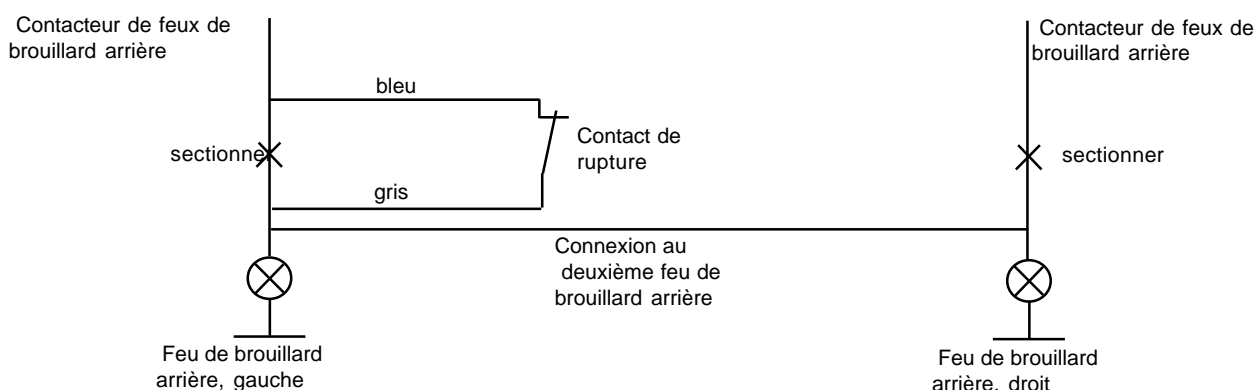 Contacteur de feux de
brouillard arrière
Contacteur de feux de
brouillard arrière
bleu
Contact de
rupture
sectionne
sectionner
gris
Connexion au
deuxième feu de
brouillard arrière
Feu de brouillard
arrière, gauche
Feu de brouillard
arrière, droit